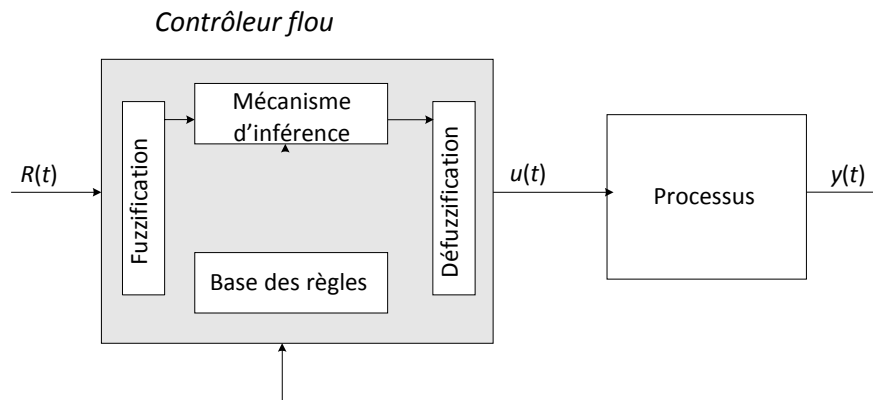 Contrôleur flou
Mécanisme
d'inférence
Fuzzification
Défuzzification
R(t)
u(t)
y(t)
Processus
Base des règles